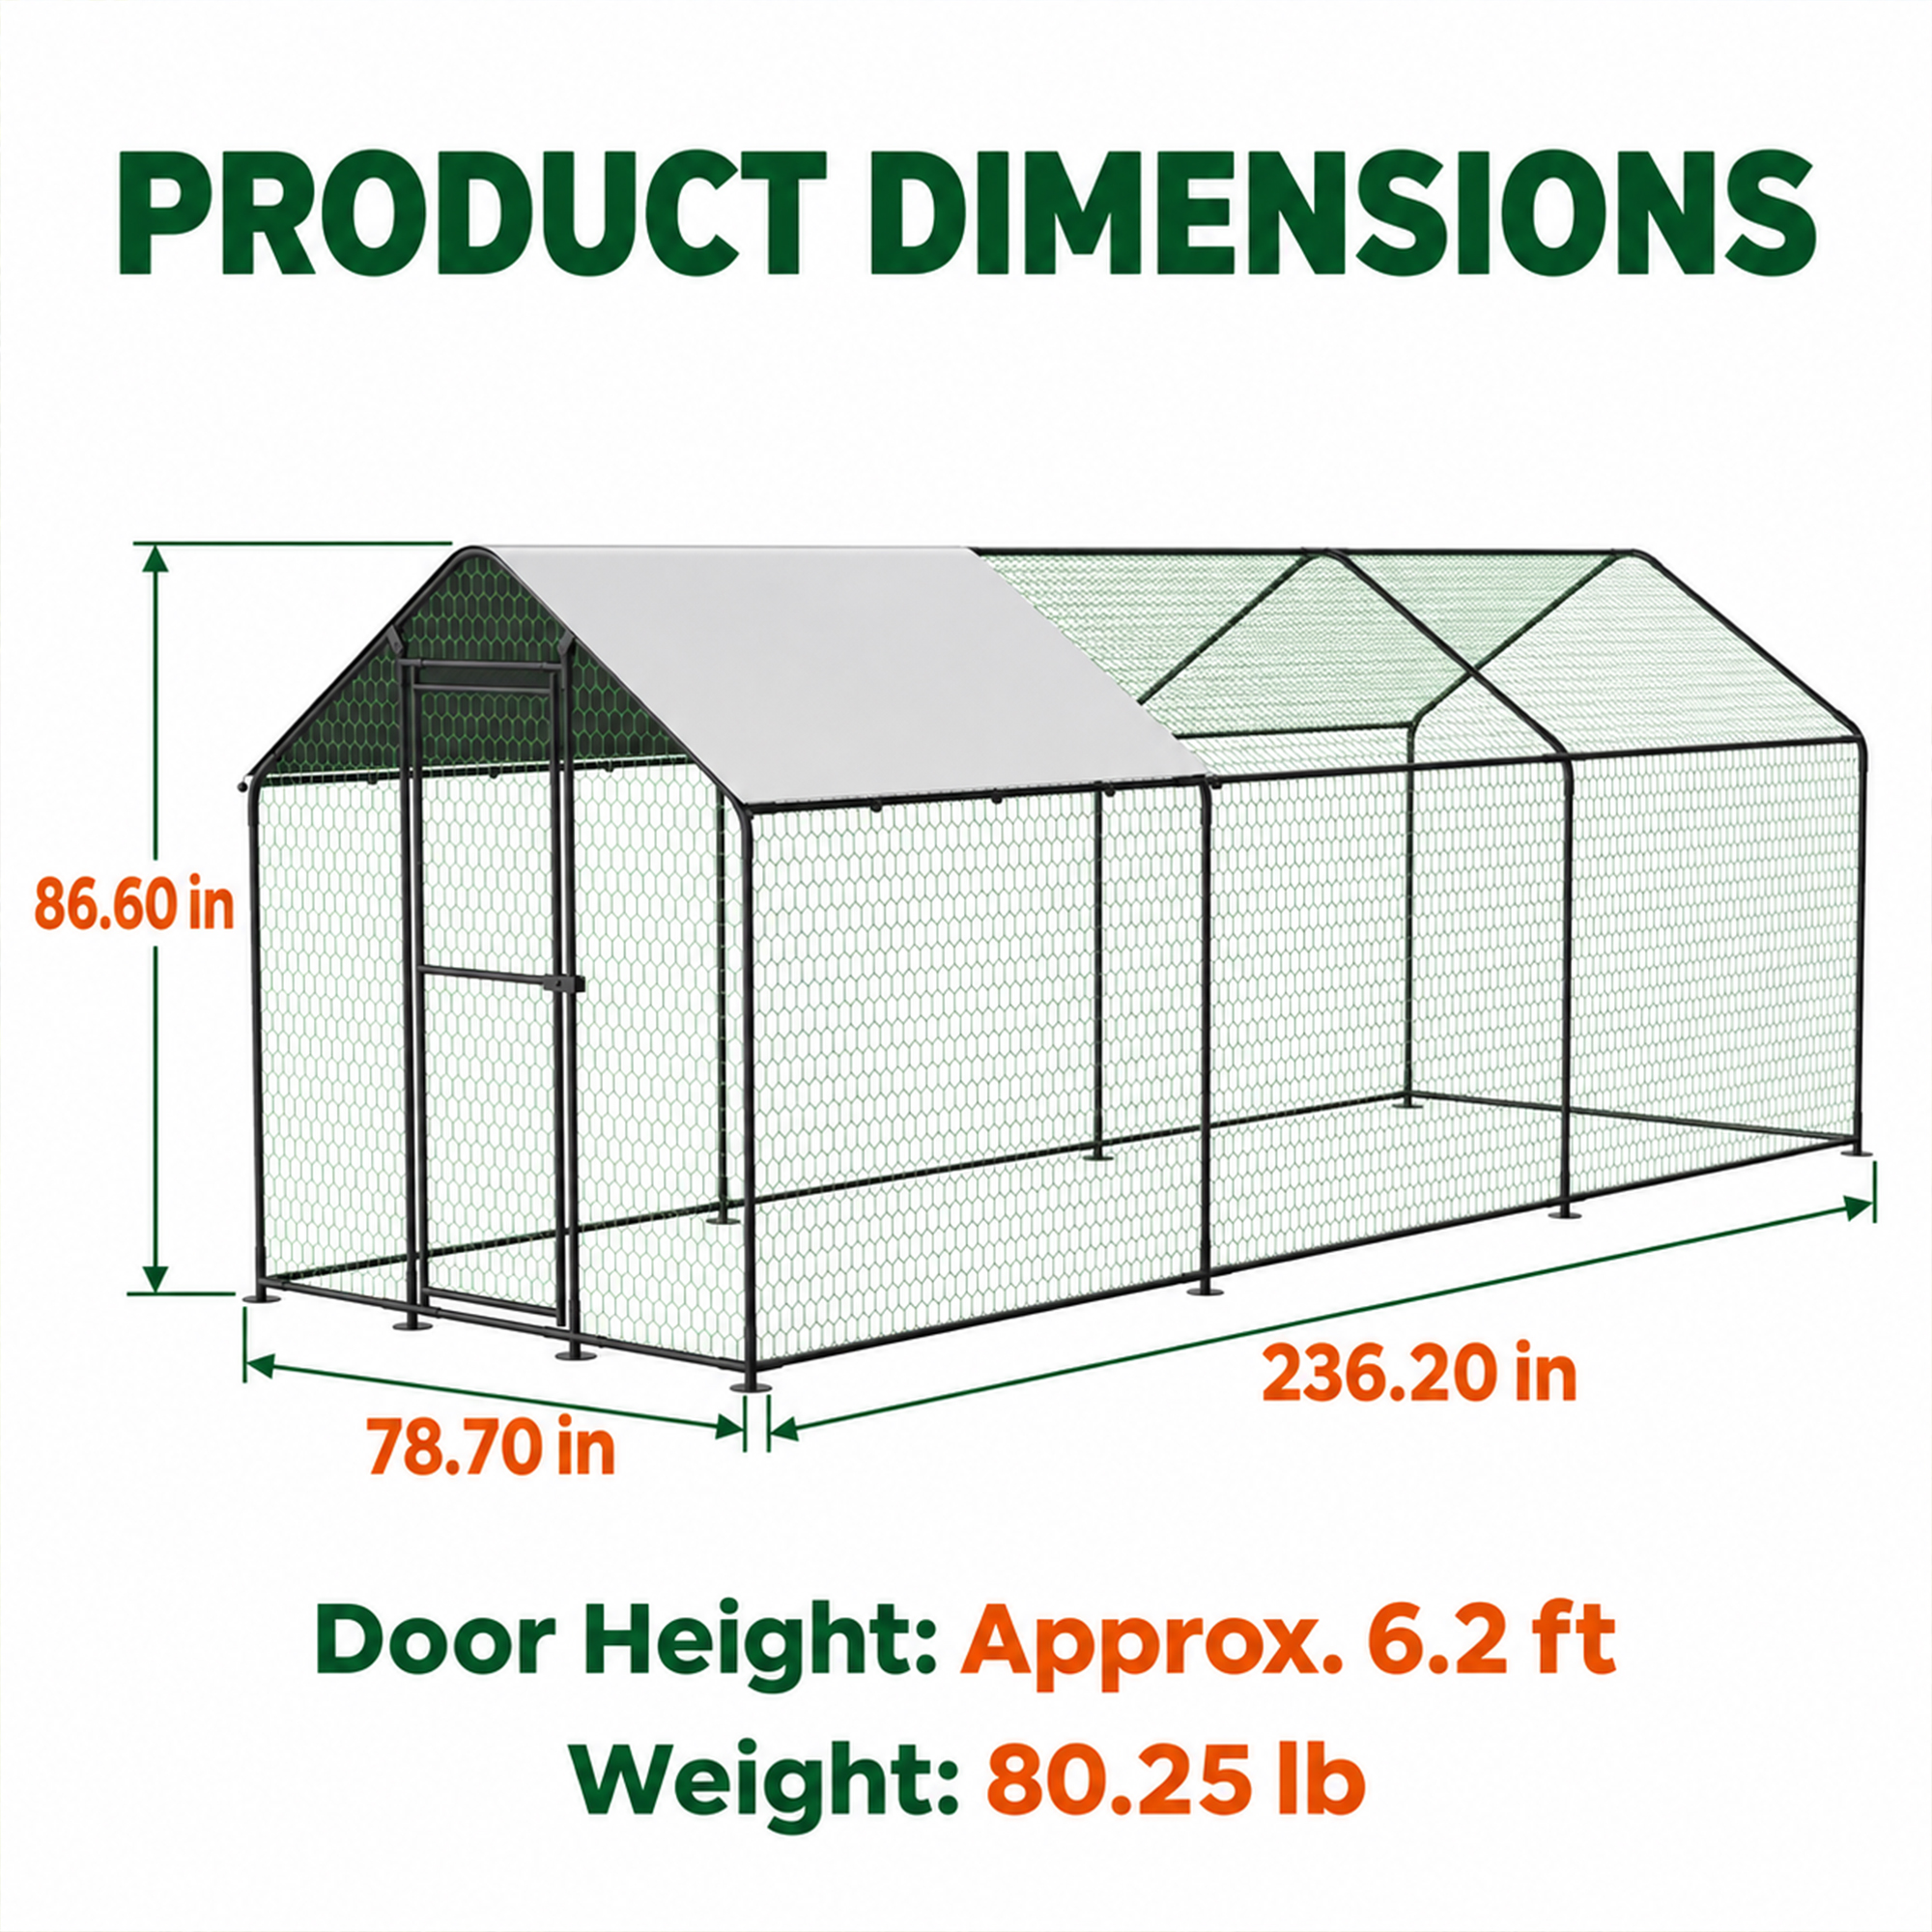 PRODUCT DIMENSIONS
86.60 in
236.20 in
78.70 in
Door Height: Approx. 6.2 ft
Weight: 80.25 lb